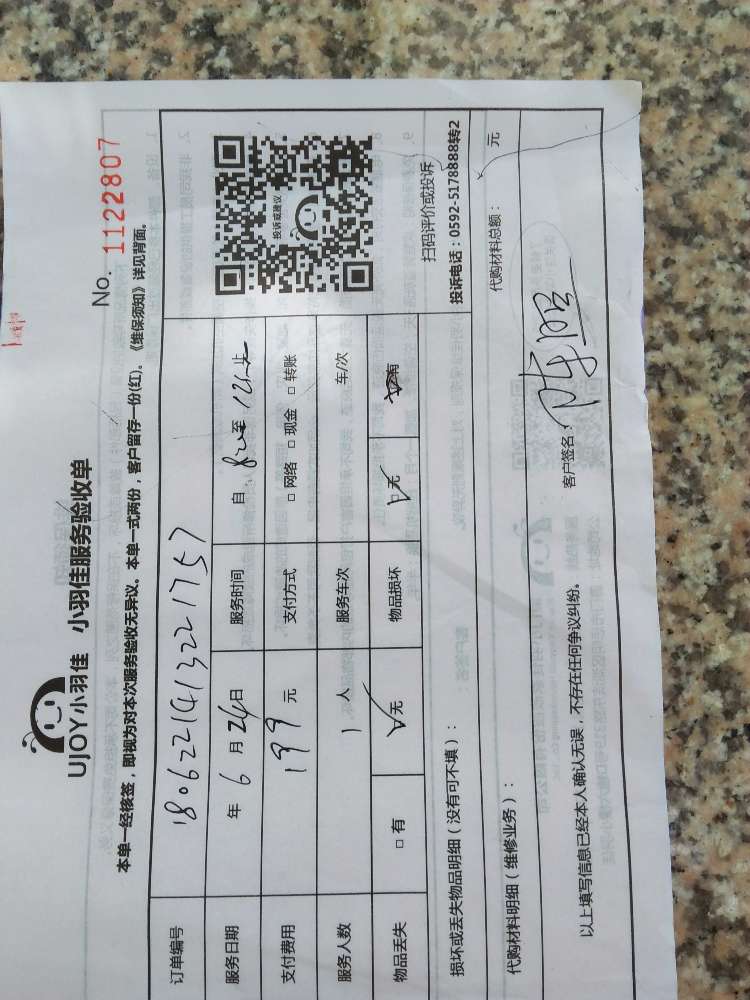 UJOY小羽佳 小羽佳服务验收单
No. 1122807
本单一经核签，即视为对本次服务验收无异议。本单一式两份，客户留存一份(红)。《维保须知》详见背面。
订单编号 1806221413221757
服务日期 年 6 月 24 日 服务时间 自 至 止
支付费用 199 元 支付方式 □ 网络 □ 现金 □ 转账
服务人数 1 人 服务车次 车/次
物品丢失 □ 有 □ 无 物品损坏 □ 无
投诉或建议
扫码评价或投诉
投诉电话：0592-5178888转2
损坏或丢失物品明细（没有可不填）：
代购材料明细（维修业务）： 代购材料总额： 元
以上填写信息已经本人确认无误，不存在任何争议纠纷。 客户签名：